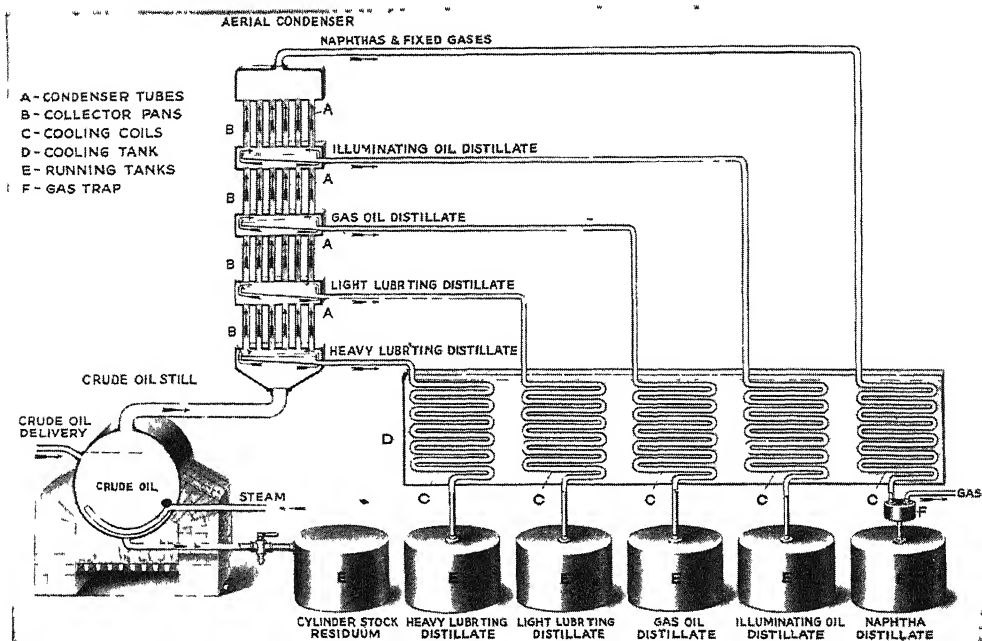 AERIAL CONDENSER
NAPHTHAS & FIXED GASES
A - CONDENSER TUBES
B - COLLECTOR PANS
C - COOLING COILS
D - COOLING TANK
E - RUNNING TANKS
F - GAS TRAP
A
B
ILLUMINATING OIL DISTILLATE
A
B
GAS OIL DISTILLATE
A
B
LIGHT LUBRTING DISTILLATE
A
B
HEAVY LUBRTING DISTILLATE
CRUDE OIL STILL
CRUDE OIL
DELIVERY
CRUDE OIL
STEAM
D
C
C
C
C
C
GAS
F
E
E
E
E
E
E
CYLINDER STOCK
RESIDUUM
HEAVY LUBRTING
DISTILLATE
LIGHT LUBRTING
DISTILLATE
GAS OIL
DISTILLATE
ILLUMINATING OIL
DISTILLATE
NAPHTHA
DISTILLATE